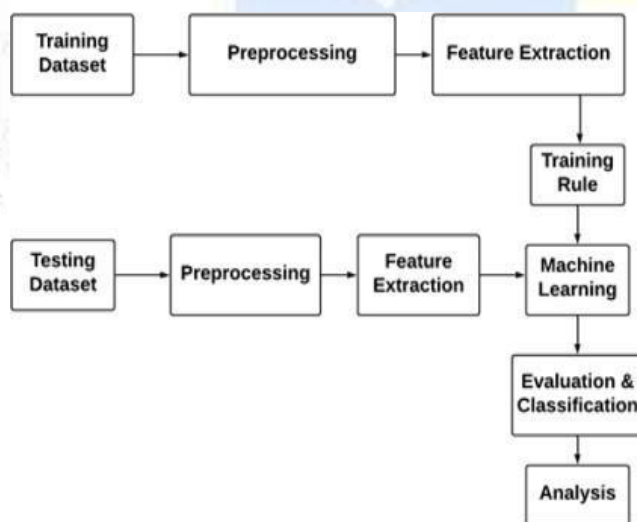 Training
Dataset
Preprocessing
Feature Extraction
Training
Rule
Testing
Dataset
Preprocessing
Feature
Extraction
Machine
Learning
Evaluation &
Classification
Analysis